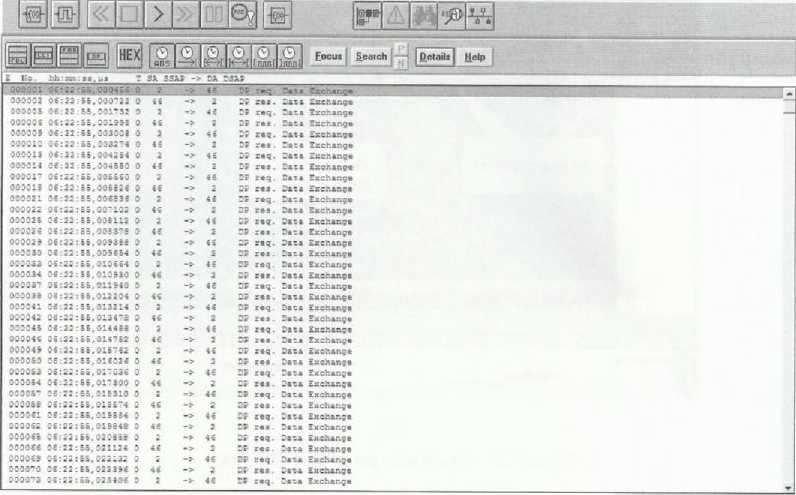 HEX ABS Focus Search P N Details Help
No. hh:mm:ss,us T SA SSAP -> DA DSAP
000001 06:22:55,000456 0 2 -> 46 DP req. Data Exchange
000002 06:22:55,000722 0 46 -> 2 DP res. Data Exchange
000005 06:22:55,001732 0 2 -> 46 DP req. Data Exchange
000006 06:22:55,001998 0 46 -> 2 DP res. Data Exchange
000009 06:22:55,003008 0 2 -> 46 DP req. Data Exchange
000010 06:22:55,003274 0 46 -> 2 DP res. Data Exchange
000013 06:22:55,004284 0 2 -> 46 DP req. Data Exchange
000014 06:22:55,004550 0 46 -> 2 DP res. Data Exchange
000017 06:22:55,005560 0 2 -> 46 DP req. Data Exchange
000018 06:22:55,005826 0 46 -> 2 DP res. Data Exchange
000021 06:22:55,006836 0 2 -> 46 DP req. Data Exchange
000022 06:22:55,007102 0 46 -> 2 DP res. Data Exchange
000025 06:22:55,008112 0 2 -> 46 DP req. Data Exchange
000026 06:22:55,008378 0 46 -> 2 DP res. Data Exchange
000029 06:22:55,009388 0 2 -> 46 DP req. Data Exchange
000030 06:22:55,009654 0 46 -> 2 DP res. Data Exchange
000033 06:22:55,010664 0 2 -> 46 DP req. Data Exchange
000034 06:22:55,010930 0 46 -> 2 DP res. Data Exchange
000037 06:22:55,011940 0 2 -> 46 DP req. Data Exchange
000038 06:22:55,012204 0 46 -> 2 DP res. Data Exchange
000041 06:22:55,013214 0 2 -> 46 DP req. Data Exchange
000042 06:22:55,013478 0 46 -> 2 DP res. Data Exchange
000045 06:22:55,014488 0 2 -> 46 DP req. Data Exchange
000046 06:22:55,014752 0 46 -> 2 DP res. Data Exchange
000049 06:22:55,015762 0 2 -> 46 DP req. Data Exchange
000050 06:22:55,016026 0 46 -> 2 DP res. Data Exchange
000053 06:22:55,017036 0 2 -> 46 DP req. Data Exchange
000054 06:22:55,017300 0 46 -> 2 DP res. Data Exchange
000057 06:22:55,018310 0 2 -> 46 DP req. Data Exchange
000058 06:22:55,018574 0 46 -> 2 DP res. Data Exchange
000061 06:22:55,019584 0 2 -> 46 DP req. Data Exchange
000062 06:22:55,019848 0 46 -> 2 DP res. Data Exchange
000065 06:22:55,020858 0 2 -> 46 DP req. Data Exchange
000066 06:22:55,021124 0 46 -> 2 DP res. Data Exchange
000069 06:22:55,022132 0 2 -> 46 DP req. Data Exchange
000070 06:22:55,022396 0 46 -> 2 DP res. Data Exchange
000073 06:22:55,023406 0 2 -> 46 DP req. Data Exchange